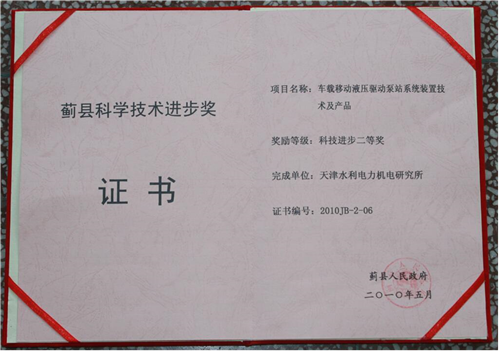 蓟县科学技术进步奖
证书
项目名称：车载移动液压驱动泵站系统装置技
术及产品
奖励等级：科技进步二等奖
完成单位：天津水利电力机电研究所
证书编号：2010JB-2-06
蓟县人民政府
二〇一〇年五月